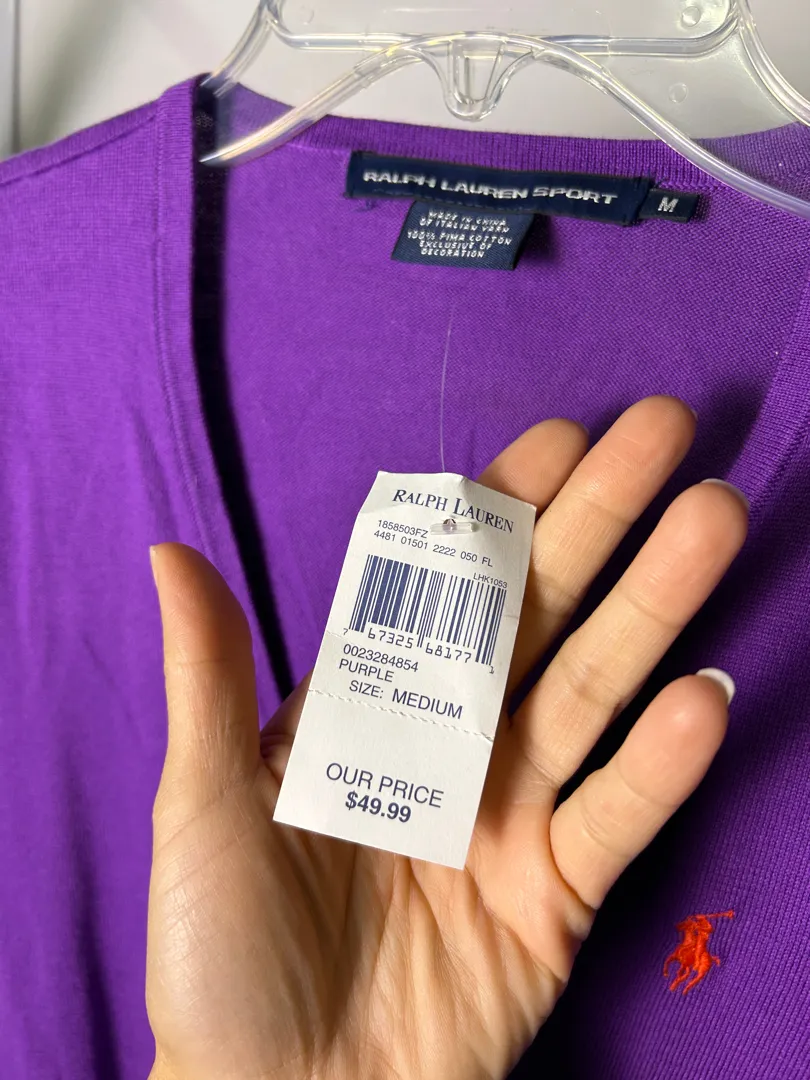 RALPH LAUREN SPORT
M
MADE IN CHINA
OF ITALIAN YARN
100% PIMA COTTON
EXCLUSIVE OF
DECORATION
RALPH LAUREN
1858503FZ
4481 01501 2222 050 FL
LHK1053
7 67325 68177 1
0023284854
PURPLE
SIZE: MEDIUM
OUR PRICE
$49.99